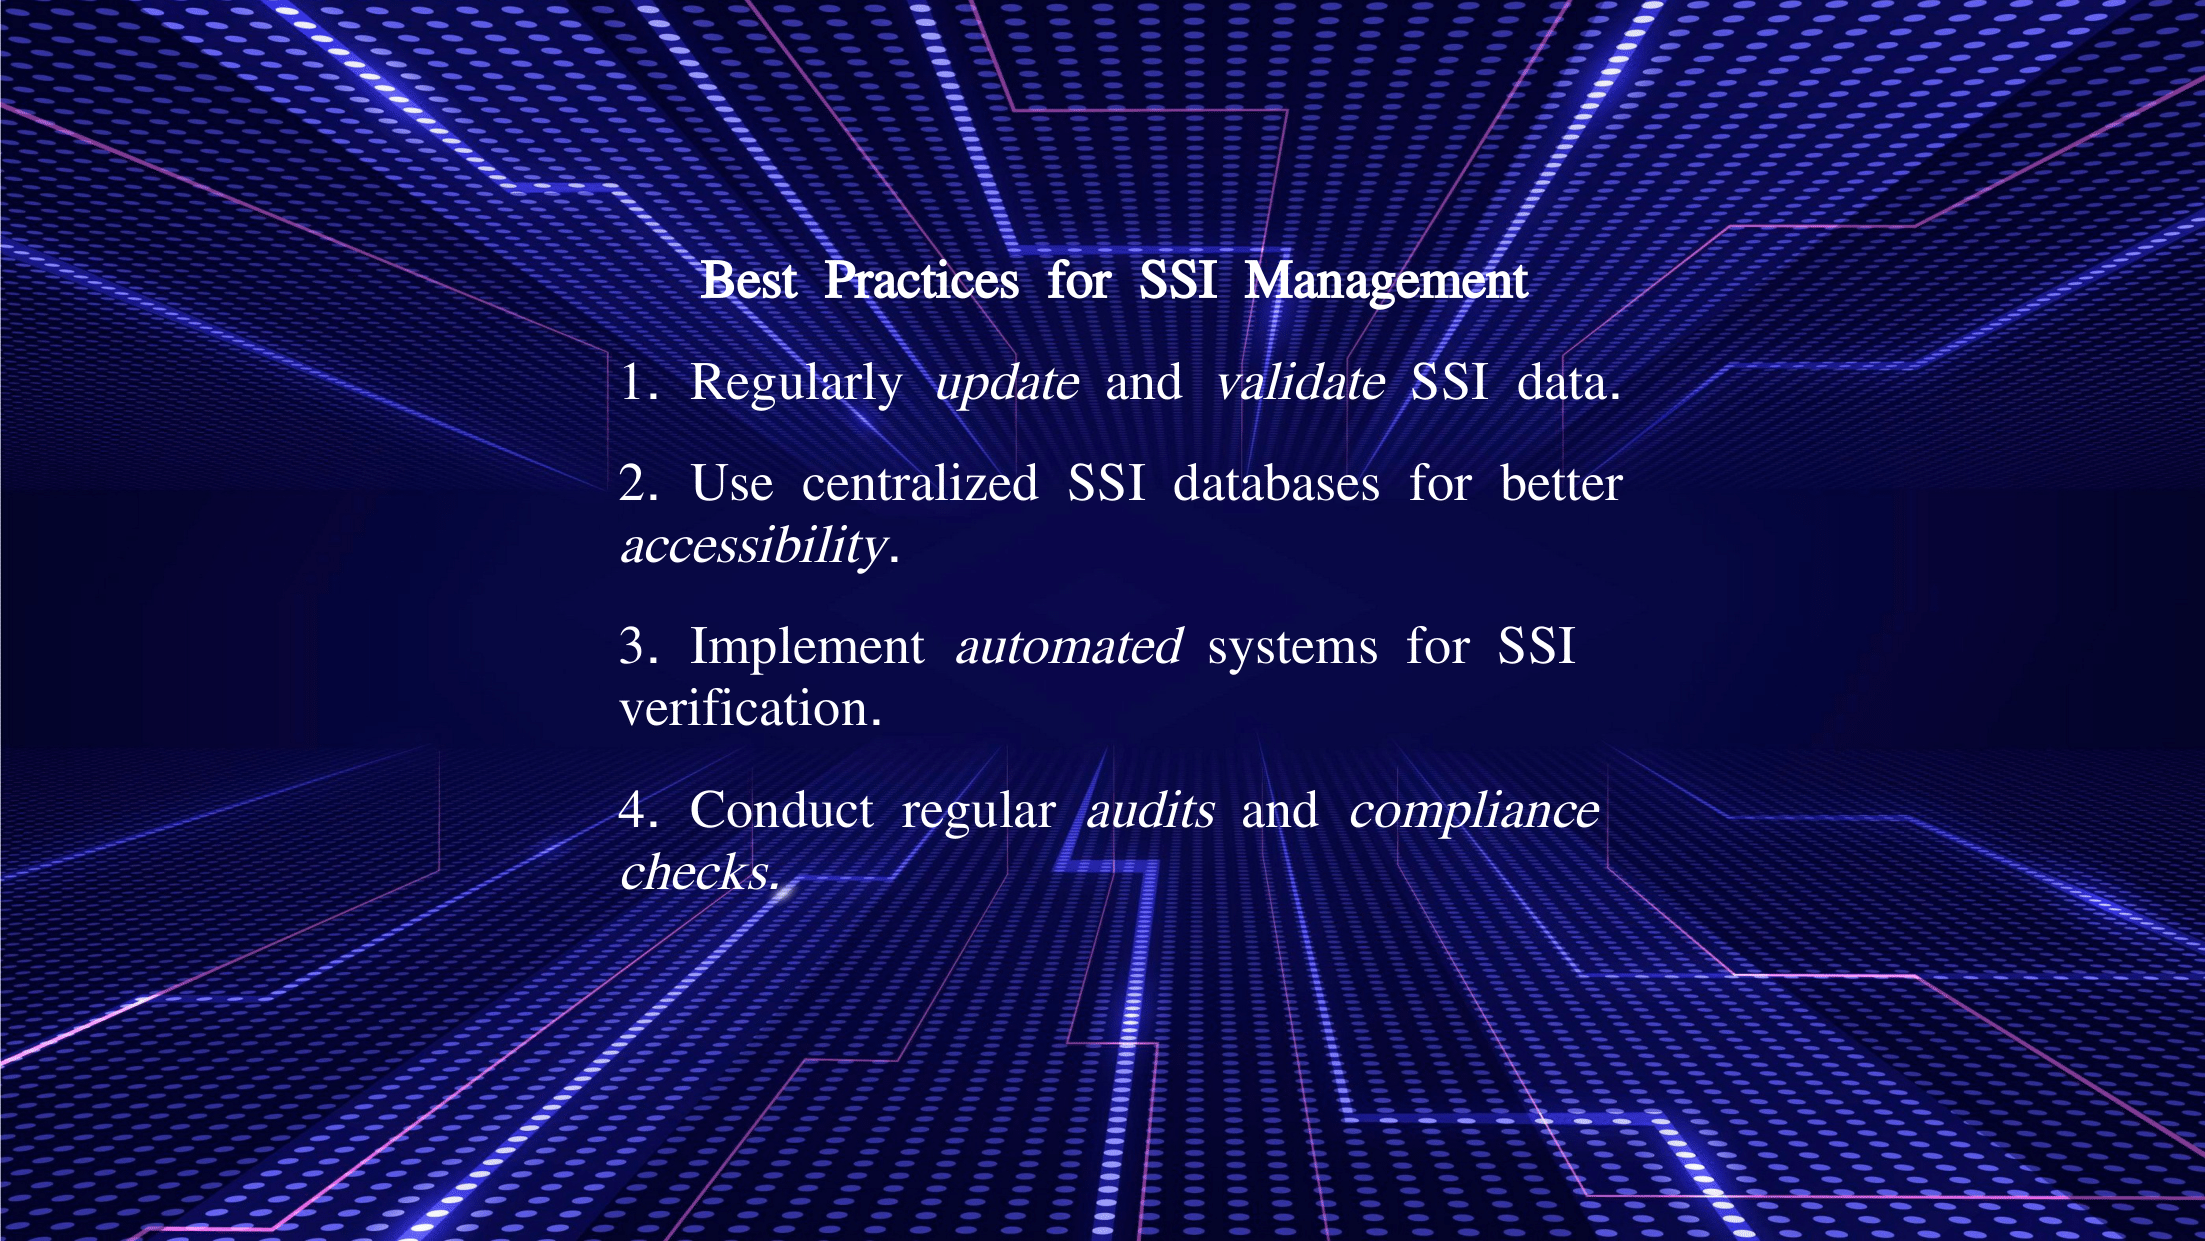 Best Practices for SSI Management
1. Regularly update and validate SSI data.
2. Use centralized SSI databases for better
accessibility.
3. Implement automated systems for SSI
verification.
4. Conduct regular audits and compliance
checks.